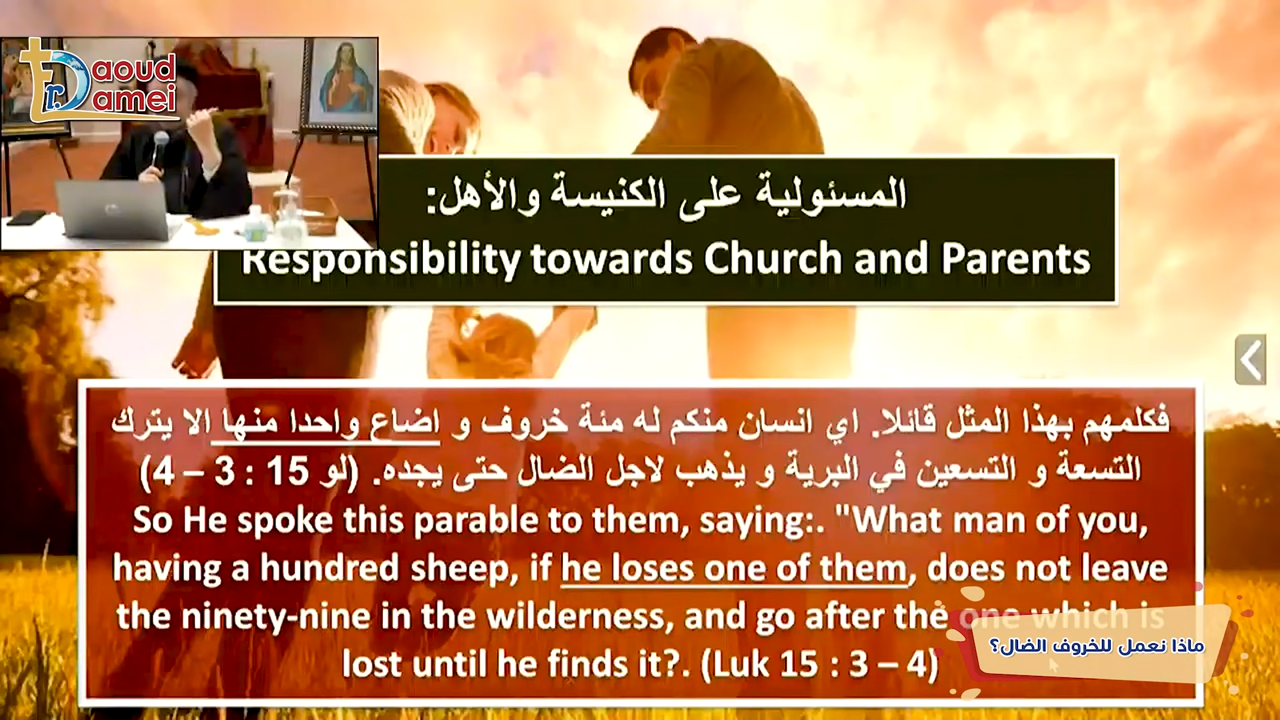 Fr. Daoud
Lamei
المسئولية على الكنيسة والأهل:
Responsibility towards Church and Parents
فكلمهم بهذا المثل قائلا. اي انسان منكم له مئة خروف و اضاع واحدا منها الا يترك
التسعة و التسعين في البرية و يذهب لاجل الضال حتى يجده. (لو 15 : 3 – 4)
So He spoke this parable to them, saying:. "What man of you,
having a hundred sheep, if he loses one of them, does not leave
the ninety-nine in the wilderness, and go after the one which is
lost until he finds it?. (Luk 15 : 3 – 4)
ماذا نعمل للخروف الضال؟